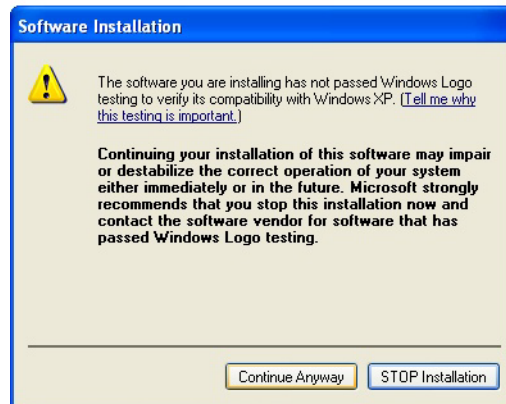 Software Installation
The software you are installing has not passed Windows Logo
testing to verify its compatibility with Windows XP. (Tell me why
this testing is important.)
Continuing your installation of this software may impair
or destabilize the correct operation of your system
either immediately or in the future. Microsoft strongly
recommends that you stop this installation now and
contact the software vendor for software that has
passed Windows Logo testing.
Continue Anyway
STOP Installation